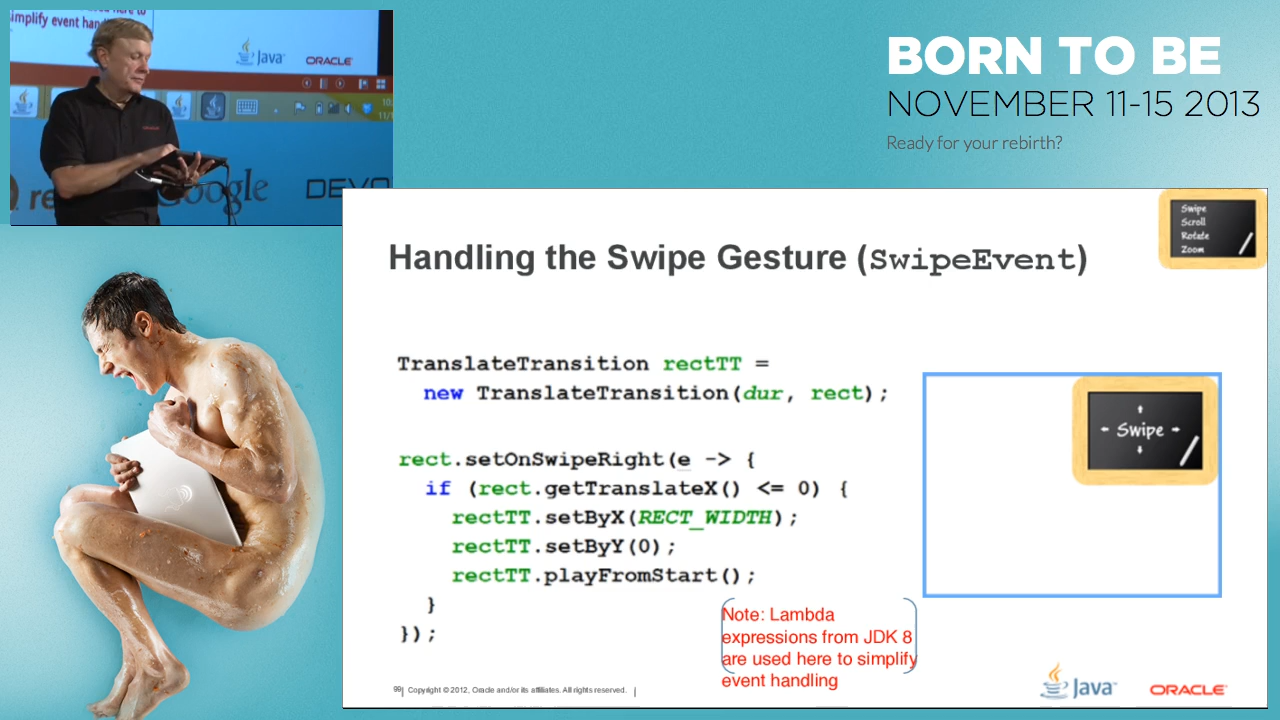 simplify event hand
Java
ORACLE
Google
DEVO
BORN TO BE
NOVEMBER 11-15 2013
Ready for your rebirth?
Swipe
Scroll
Rotate
Zoom
Handling the Swipe Gesture (SwipeEvent)
TranslateTransition rectTT =
new TranslateTransition(dur, rect);
rect.setOnSwipeRight(e -> {
if (rect.getTranslateX() <= 0) {
rectTT.setByX(RECT_WIDTH);
rectTT.setByY(0);
rectTT.playFromStart();
}
});
Swipe
Note: Lambda
expressions from JDK 8
are used here to simplify
event handling
99| Copyright © 2012, Oracle and/or its affiliates. All rights reserved. |
Java
ORACLE